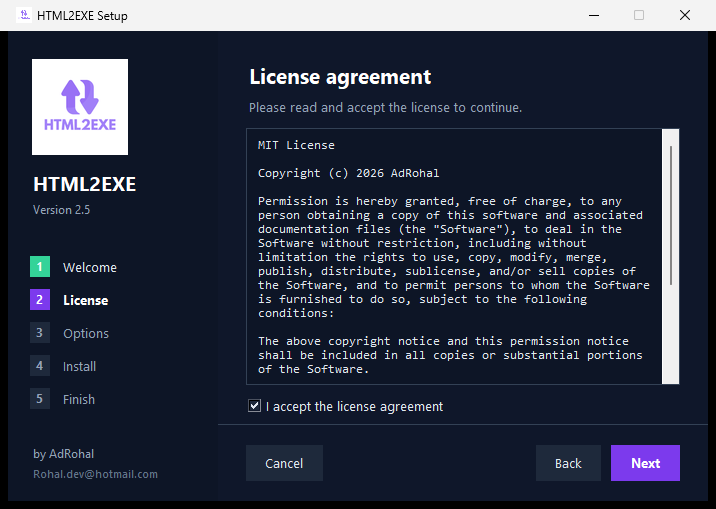 HTML2EXE Setup
HTML2EXE
HTML2EXE
Version 2.5
1 Welcome
2 License
3 Options
4 Install
5 Finish
by AdRohal
Rohal.dev@hotmail.com
License agreement
Please read and accept the license to continue.
MIT License
Copyright (c) 2026 AdRohal
Permission is hereby granted, free of charge, to any
person obtaining a copy of this software and associated
documentation files (the "Software"), to deal in the
Software without restriction, including without
limitation the rights to use, copy, modify, merge,
publish, distribute, sublicense, and/or sell copies of
the Software, and to permit persons to whom the Software
is furnished to do so, subject to the following
conditions:
The above copyright notice and this permission notice
shall be included in all copies or substantial portions
of the Software.
I accept the license agreement
Cancel
Back
Next